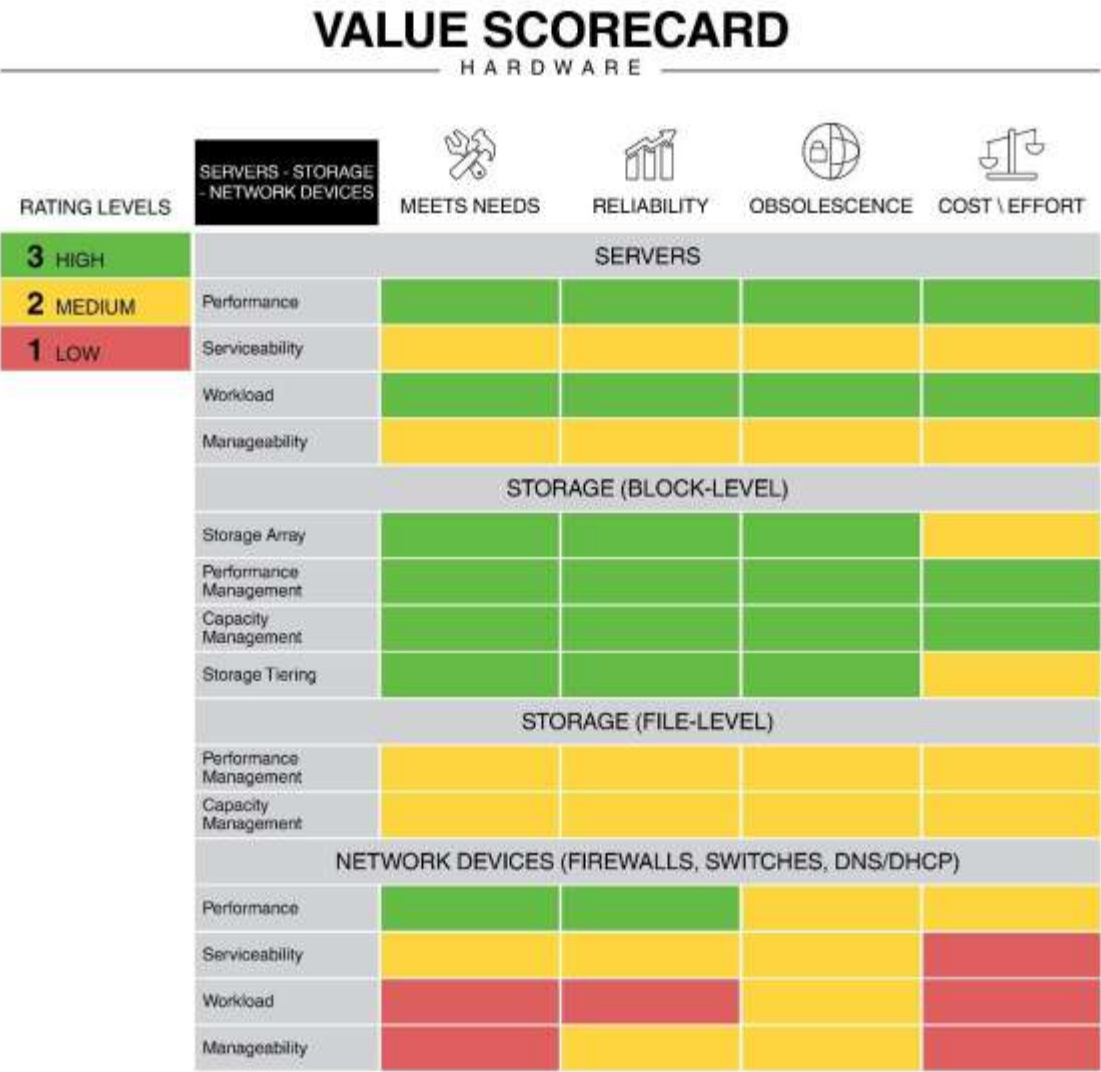 VALUE SCORECARD
HARDWARE
RATING LEVELS
SERVERS - STORAGE
- NETWORK DEVICES
MEETS NEEDS
RELIABILITY
OBSOLESCENCE
COST \ EFFORT
3 HIGH
2 MEDIUM
1 LOW
SERVERS
Performance
Serviceability
Workload
Manageability
STORAGE (BLOCK-LEVEL)
Storage Array
Performance
Management
Capacity
Management
Storage Tiering
STORAGE (FILE-LEVEL)
Performance
Management
Capacity
Management
NETWORK DEVICES (FIREWALLS, SWITCHES, DNS/DHCP)
Performance
Serviceability
Workload
Manageability